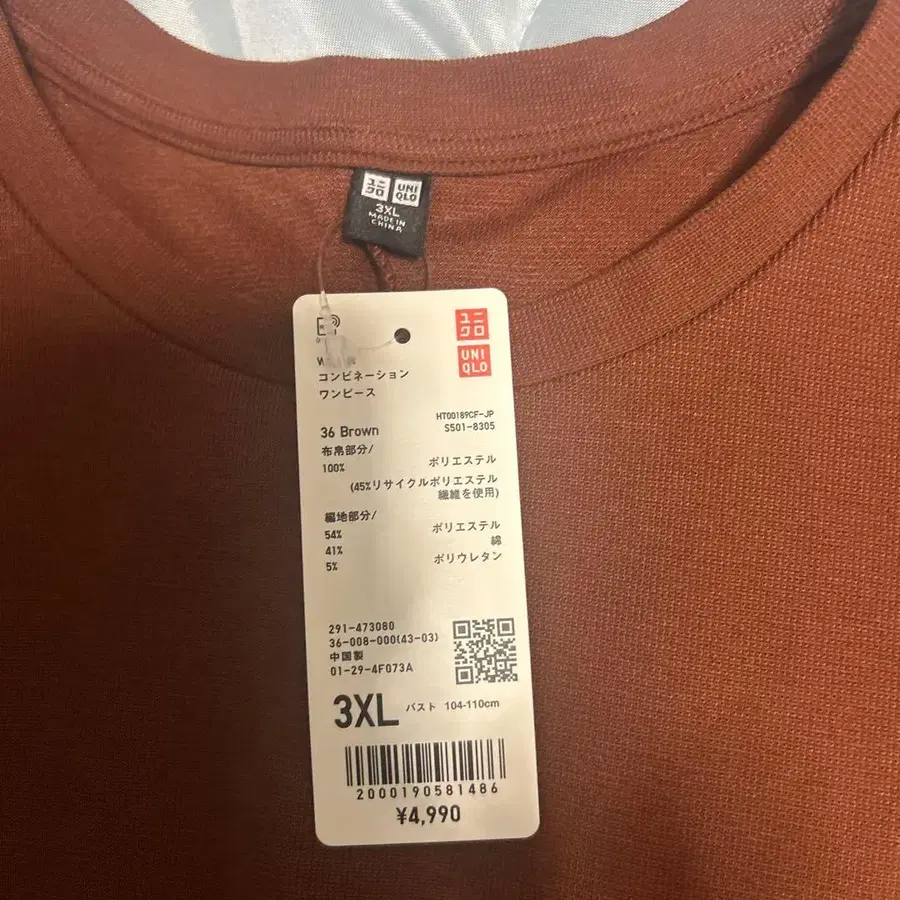 ユニ
クロ
UNI
QLO
3XL
MADE IN
CHINA
ユニ
クロ
UNI
QLO
コンビネーション
ワンピース
HT00189CF-JP
36 Brown
S501-8305
布帛部分/
100% ポリエステル
(45%リサイクルポリエステル
繊維を使用)
編地部分/
54% ポリエステル
41% 綿
5% ポリウレタン
291-473080
36-008-000(43-03)
中国製
01-29-4F073A
3XL バスト 104-110cm
2000190581486
¥4,990